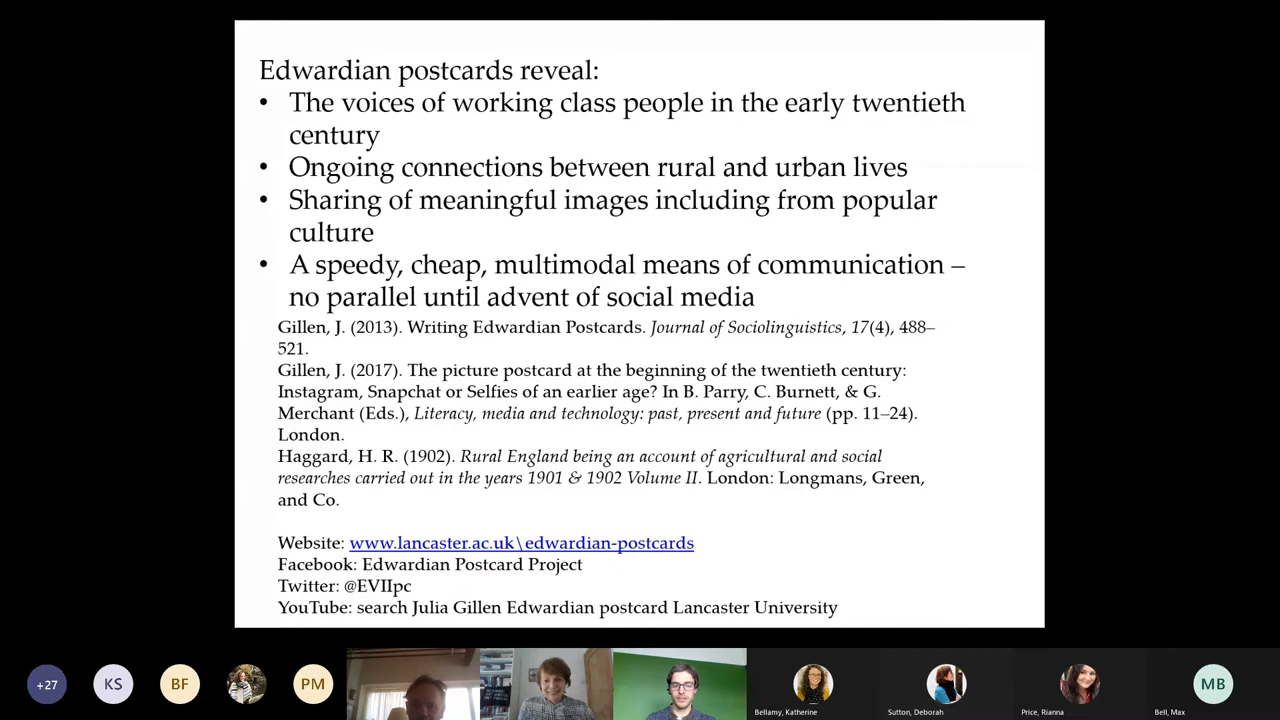 Edwardian postcards reveal:
• The voices of working class people in the early twentieth
century
• Ongoing connections between rural and urban lives
• Sharing of meaningful images including from popular
culture
• A speedy, cheap, multimodal means of communication –
no parallel until advent of social media
Gillen, J. (2013). Writing Edwardian Postcards. Journal of Sociolinguistics, 17(4), 488–
521.
Gillen, J. (2017). The picture postcard at the beginning of the twentieth century:
Instagram, Snapchat or Selfies of an earlier age? In B. Parry, C. Burnett, & G.
Merchant (Eds.), Literacy, media and technology: past, present and future (pp. 11–24).
London.
Haggard, H. R. (1902). Rural England being an account of agricultural and social
researches carried out in the years 1901 & 1902 Volume II. London: Longmans, Green,
and Co.
Website: www.lancaster.ac.uk\edwardian-postcards
Facebook: Edwardian Postcard Project
Twitter: @EVIIpc
YouTube: search Julia Gillen Edwardian postcard Lancaster University
+27
KS
BF
PM
MB
Bellamy, Katherine
Sutton, Deborah
Price, Rianna
Bell, Max